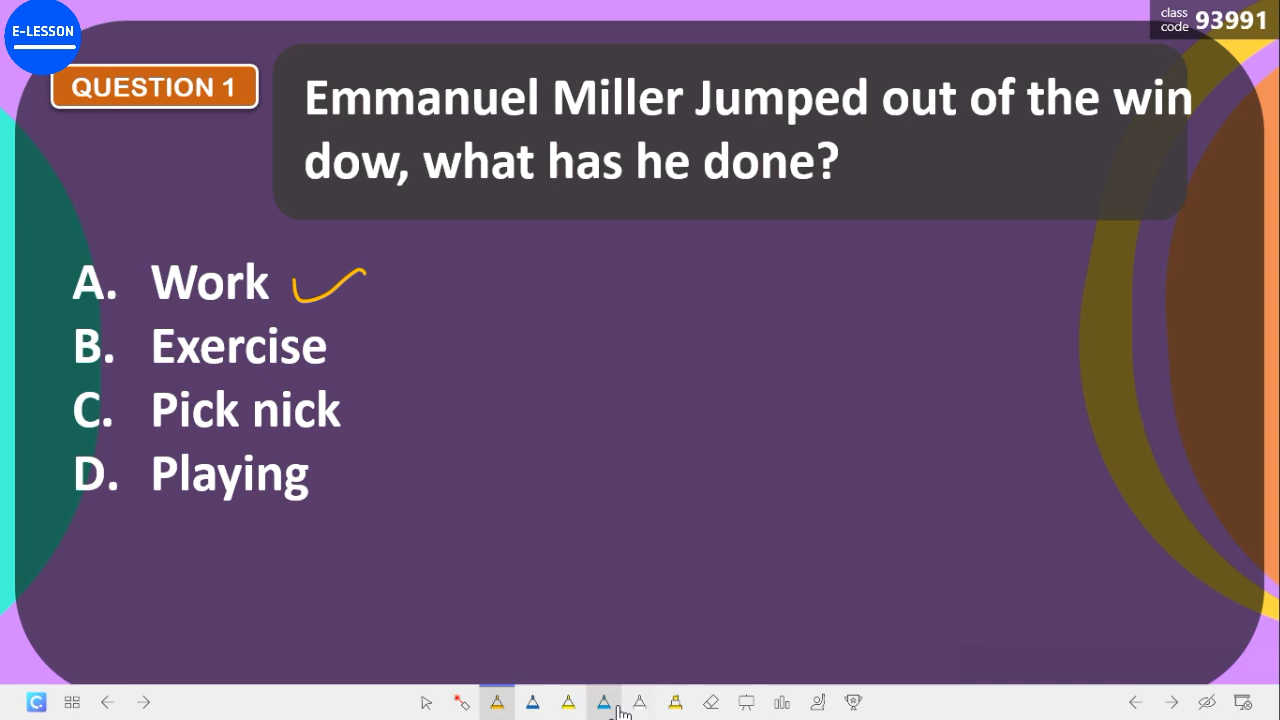 E-LESSON
class code 93991
QUESTION 1
Emmanuel Miller Jumped out of the win
dow, what has he done?
A. Work
B. Exercise
C. Pick nick
D. Playing